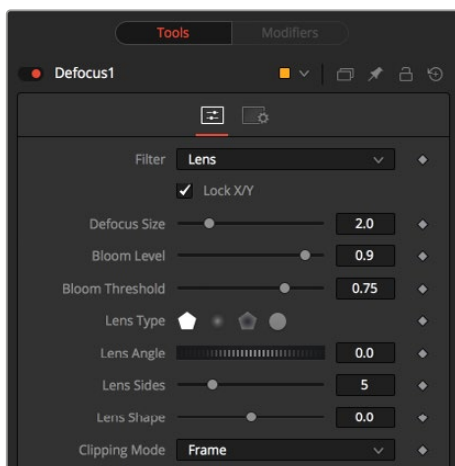 Tools Modifiers
Defocus1
Filter Lens
Lock X/Y
Defocus Size 2.0
Bloom Level 0.9
Bloom Threshold 0.75
Lens Type
Lens Angle 0.0
Lens Sides 5
Lens Shape 0.0
Clipping Mode Frame